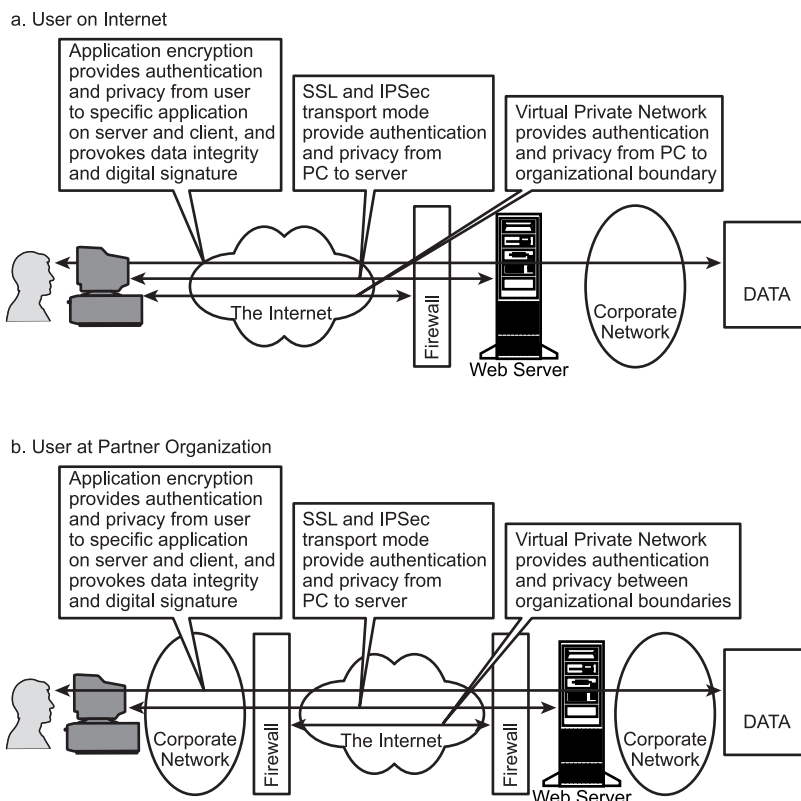 a. User on Internet
Application encryption
provides authentication
and privacy from user
to specific application
on server and client, and
provokes data integrity
and digital signature
SSL and IPSec
transport mode
provide authentication
and privacy from
PC to server
Virtual Private Network
provides authentication
and privacy from PC to
organizational boundary
The Internet
Firewall
Web Server
Corporate
Network
DATA
b. User at Partner Organization
Application encryption
provides authentication
and privacy from user
to specific application
on server and client, and
provokes data integrity
and digital signature
SSL and IPSec
transport mode
provide authentication
and privacy from
PC to server
Virtual Private Network
provides authentication
and privacy between
organizational boundaries
Corporate
Network
Firewall
The Internet
Firewall
Web Server
Corporate
Network
DATA